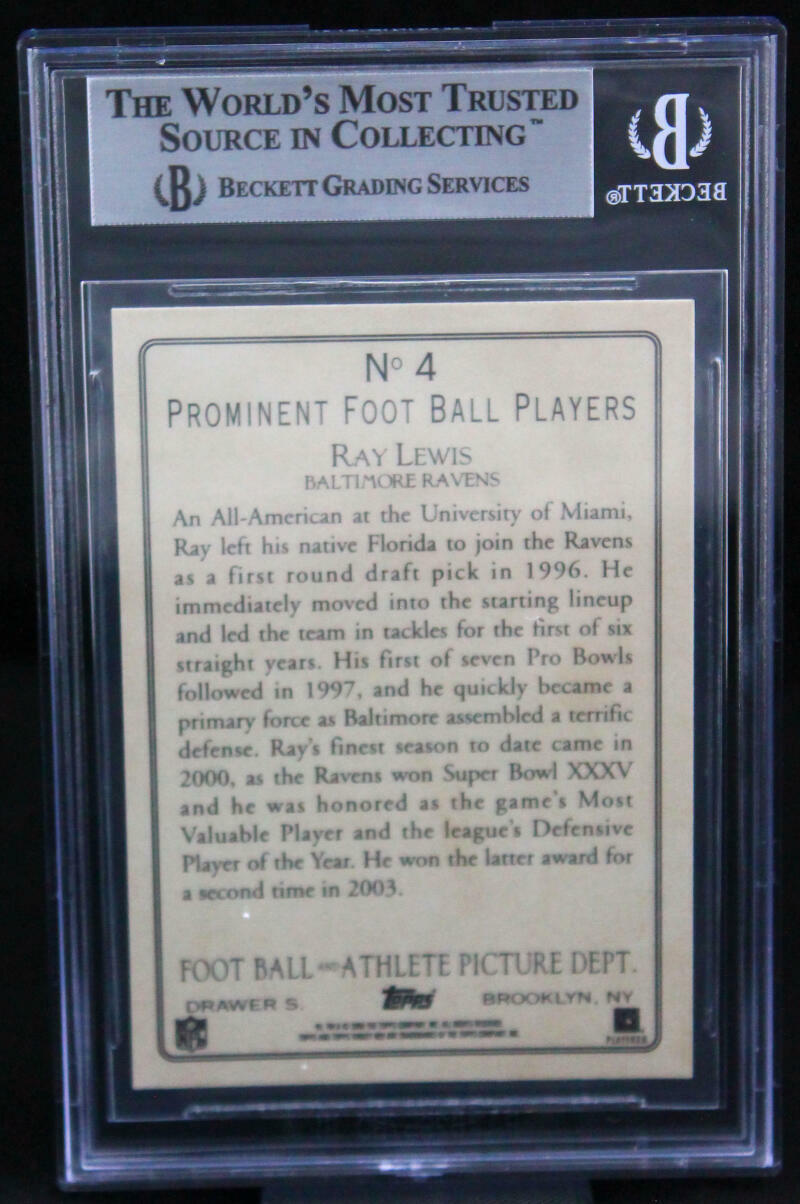 THE WORLD'S MOST TRUSTED
SOURCE IN COLLECTING™
B BECKETT GRADING SERVICES
B
BECKETT®
Nº 4
PROMINENT FOOT BALL PLAYERS
RAY LEWIS
BALTIMORE RAVENS
An All-American at the University of Miami,
Ray left his native Florida to join the Ravens
as a first round draft pick in 1996. He
immediately moved into the starting lineup
and led the team in tackles for the first of six
straight years. His first of seven Pro Bowls
followed in 1997, and he quickly became a
primary force as Baltimore assembled a terrific
defense. Ray's finest season to date came in
2000, as the Ravens won Super Bowl XXXV
and he was honored as the game's Most
Valuable Player and the league's Defensive
Player of the Year. He won the latter award for
a second time in 2003.
FOOT BALL AND ATHLETE PICTURE DEPT.
DRAWER S. Topps BROOKLYN, NY
NFL PLAYERS